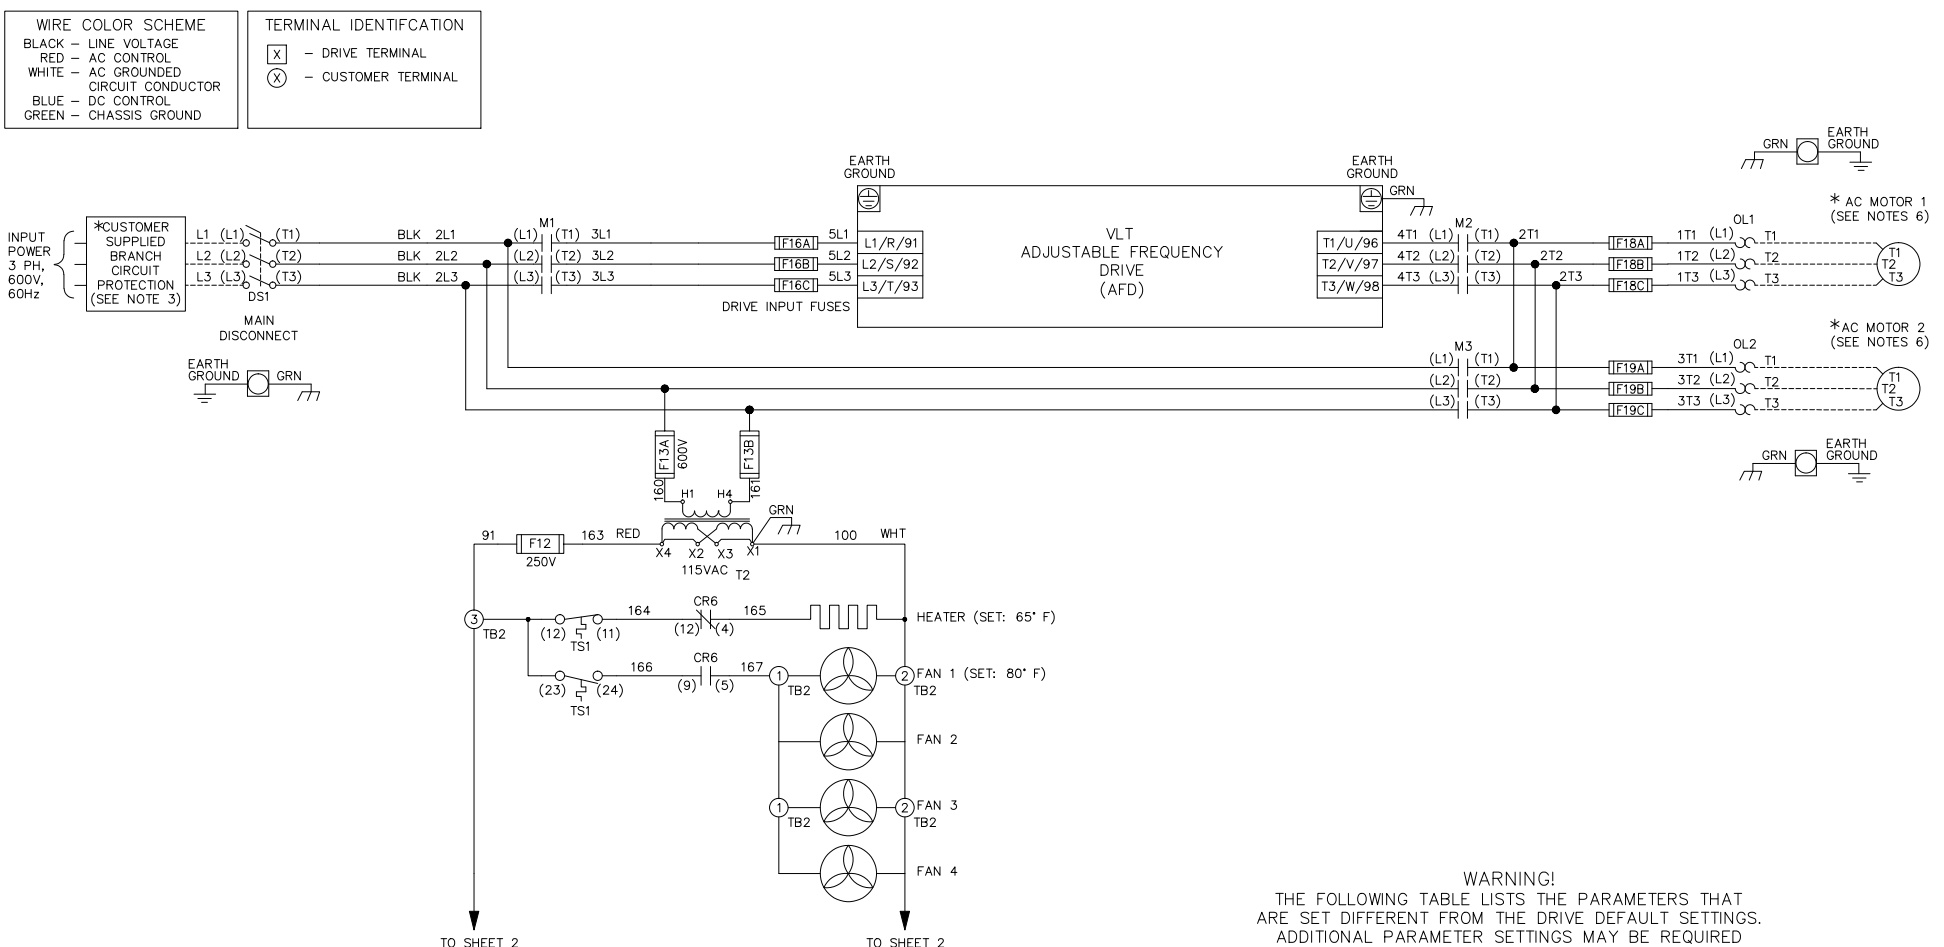 WIRE COLOR SCHEME
BLACK – LINE VOLTAGE
RED – AC CONTROL
WHITE – AC GROUNDED
CIRCUIT CONDUCTOR
BLUE – DC CONTROL
GREEN – CHASSIS GROUND
TERMINAL IDENTIFCATION
X – DRIVE TERMINAL
X – CUSTOMER TERMINAL
INPUT
POWER
3 PH,
600V,
60Hz
*CUSTOMER
SUPPLIED
BRANCH
CIRCUIT
PROTECTION
(SEE NOTE 3)
L1 (L1) (T1) BLK 2L1 (L1) M1 (T1) 3L1 F16A 5L1 L1/R/91
L2 (L2) (T2) BLK 2L2 (L2) (T2) 3L2 F16B 5L2 L2/S/92
L3 (L3) (T3) BLK 2L3 (L3) (T3) 3L3 F16C 5L3 L3/T/93
DS1
MAIN
DISCONNECT
DRIVE INPUT FUSES
EARTH
GROUND
GRN
EARTH
GROUND
VLT
ADJUSTABLE FREQUENCY
DRIVE
(AFD)
EARTH
GROUND
GRN
T1/U/96 4T1 (L1) M2 (T1) 2T1 F18A 1T1 (L1) OL1 T1
T2/V/97 4T2 (L2) (T2) 2T2 F18B 1T2 (L2) T2
T3/W/98 4T3 (L3) (T3) 2T3 F18C 1T3 (L3) T3
T1
T2
T3
GRN
EARTH
GROUND
* AC MOTOR 1
(SEE NOTES 6)
*AC MOTOR 2
(SEE NOTES 6)
(L1) M3 (T1) F19A 3T1 (L1) OL2 T1
(L2) (T2) F19B 3T2 (L2) T2
(L3) (T3) F19C 3T3 (L3) T3
T1
T2
T3
GRN
EARTH
GROUND
F13A
600V
F13B
160
161
H1 H4
GRN
91 F12 163 RED
250V
X4 X2 X3 X1
100 WHT
115VAC T2
3 TB2
(12) (11) 164 CR6 165
TS1
(12) (4)
HEATER (SET: 65° F)
(23) (24) 166 CR6 167
TS1
(9) (5)
1 TB2
2 TB2
FAN 1 (SET: 80° F)
FAN 2
1 TB2
2 TB2
FAN 3
FAN 4
TO SHEET 2
TO SHEET 2
WARNING!
THE FOLLOWING TABLE LISTS THE PARAMETERS THAT
ARE SET DIFFERENT FROM THE DRIVE DEFAULT SETTINGS.
ADDITIONAL PARAMETER SETTINGS MAY BE REQUIRED